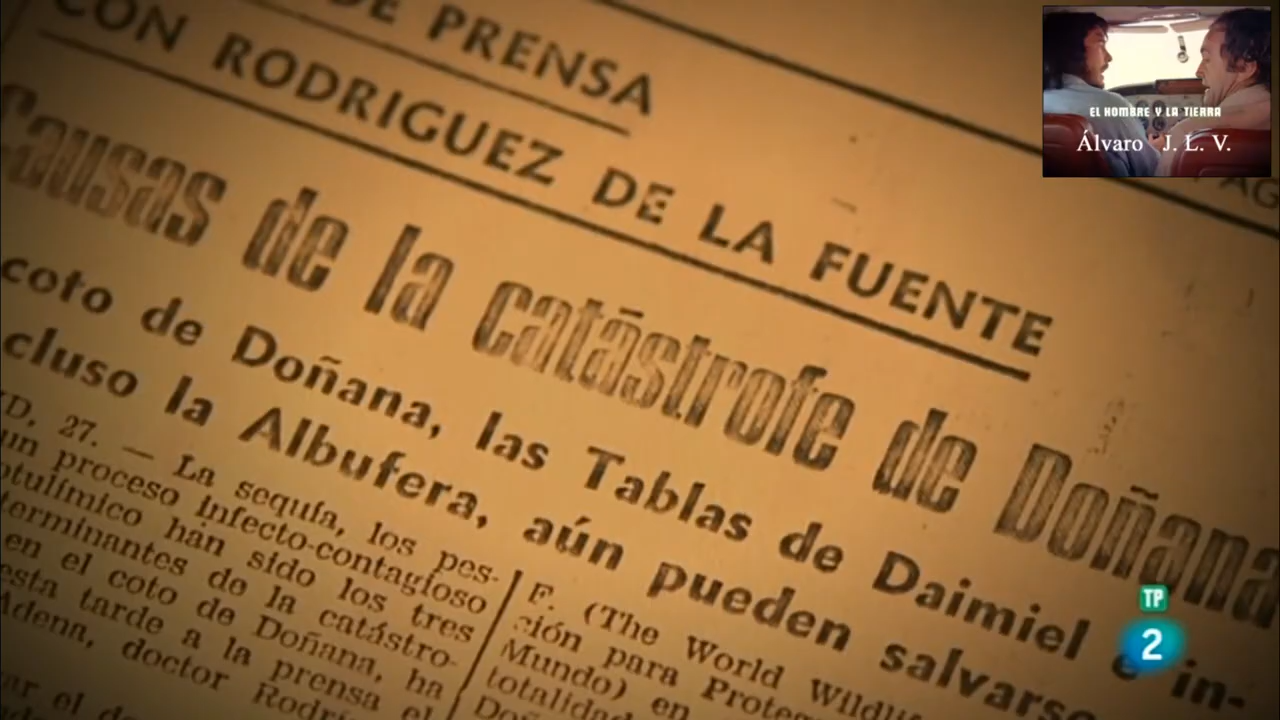 DE PRENSA
CON RODRIGUEZ DE LA FUENTE
Causas de la catástrofe de Doñana
coto de Doñana, las Tablas de Daimiel e in-
cluso la Albufera, aún pueden salvarse
D. 27. — La sequía, los pes-
un proceso infecto-contagioso
otulímico han sido los tres
terminantes de la catástro-
en el coto de Doñana, ha
esta tarde a la prensa el
Adena, doctor
F. (The World
ción para
Mundo) en
totalidad
EL HOMBRE Y LA TIERRA
Álvaro J. L. V.
TP
2